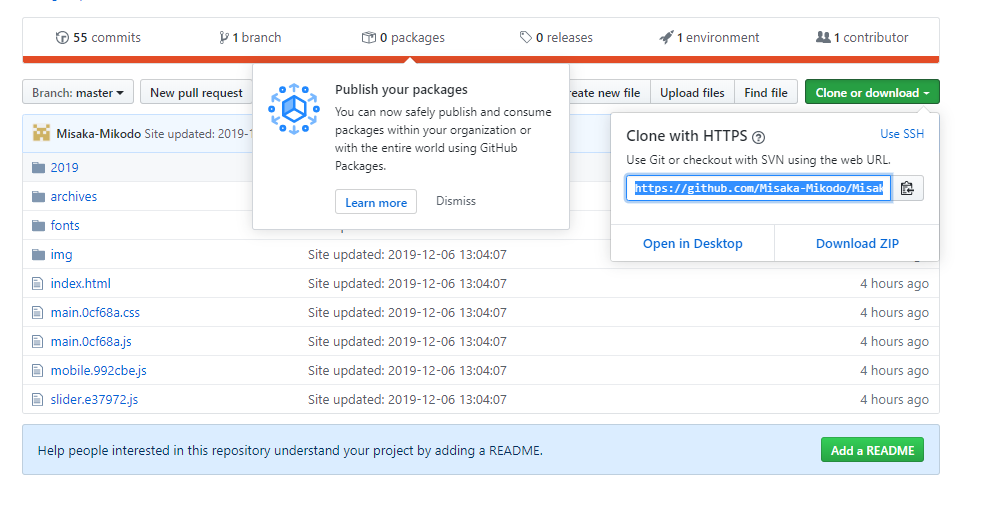 55 commits
1 branch
0 packages
0 releases
1 environment
1 contributor
Branch: master
New pull request
new file
Upload files
Find file
Clone or download
Publish your packages
You can now safely publish and consume
packages within your organization or
with the entire world using GitHub
Packages.
Learn more
Dismiss
Clone with HTTPS
Use SSH
Use Git or checkout with SVN using the web URL.
https://github.com/Misaka-Mikodo/Misak
Open in Desktop
Download ZIP
Misaka-Mikodo Site updated: 2019-1
2019
archives
fonts
img
Site updated: 2019-12-06 13:04:07
index.html
Site updated: 2019-12-06 13:04:07
4 hours ago
main.0cf68a.css
Site updated: 2019-12-06 13:04:07
4 hours ago
main.0cf68a.js
Site updated: 2019-12-06 13:04:07
4 hours ago
mobile.992cbe.js
Site updated: 2019-12-06 13:04:07
4 hours ago
slider.e37972.js
Site updated: 2019-12-06 13:04:07
4 hours ago
Help people interested in this repository understand your project by adding a README.
Add a README